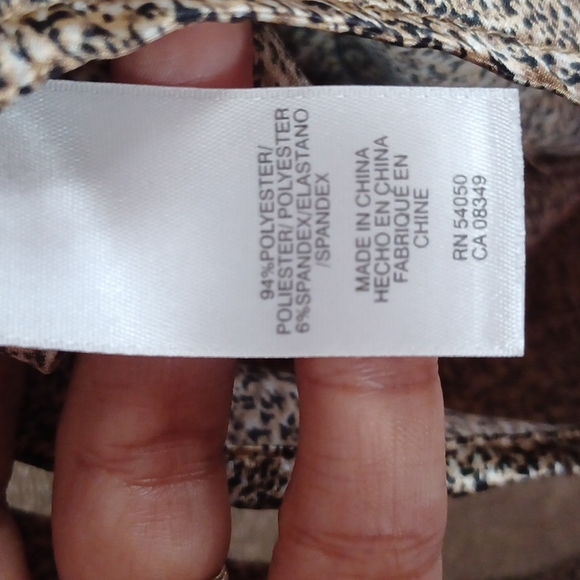 94%POLYESTER/
POLIESTER/ POLYESTER
6%SPANDEX/ELASTANO
/SPANDEX
MADE IN CHINA
HECHO EN CHINA
FABRIQUÉ EN
CHINE
RN 54050
CA 08349